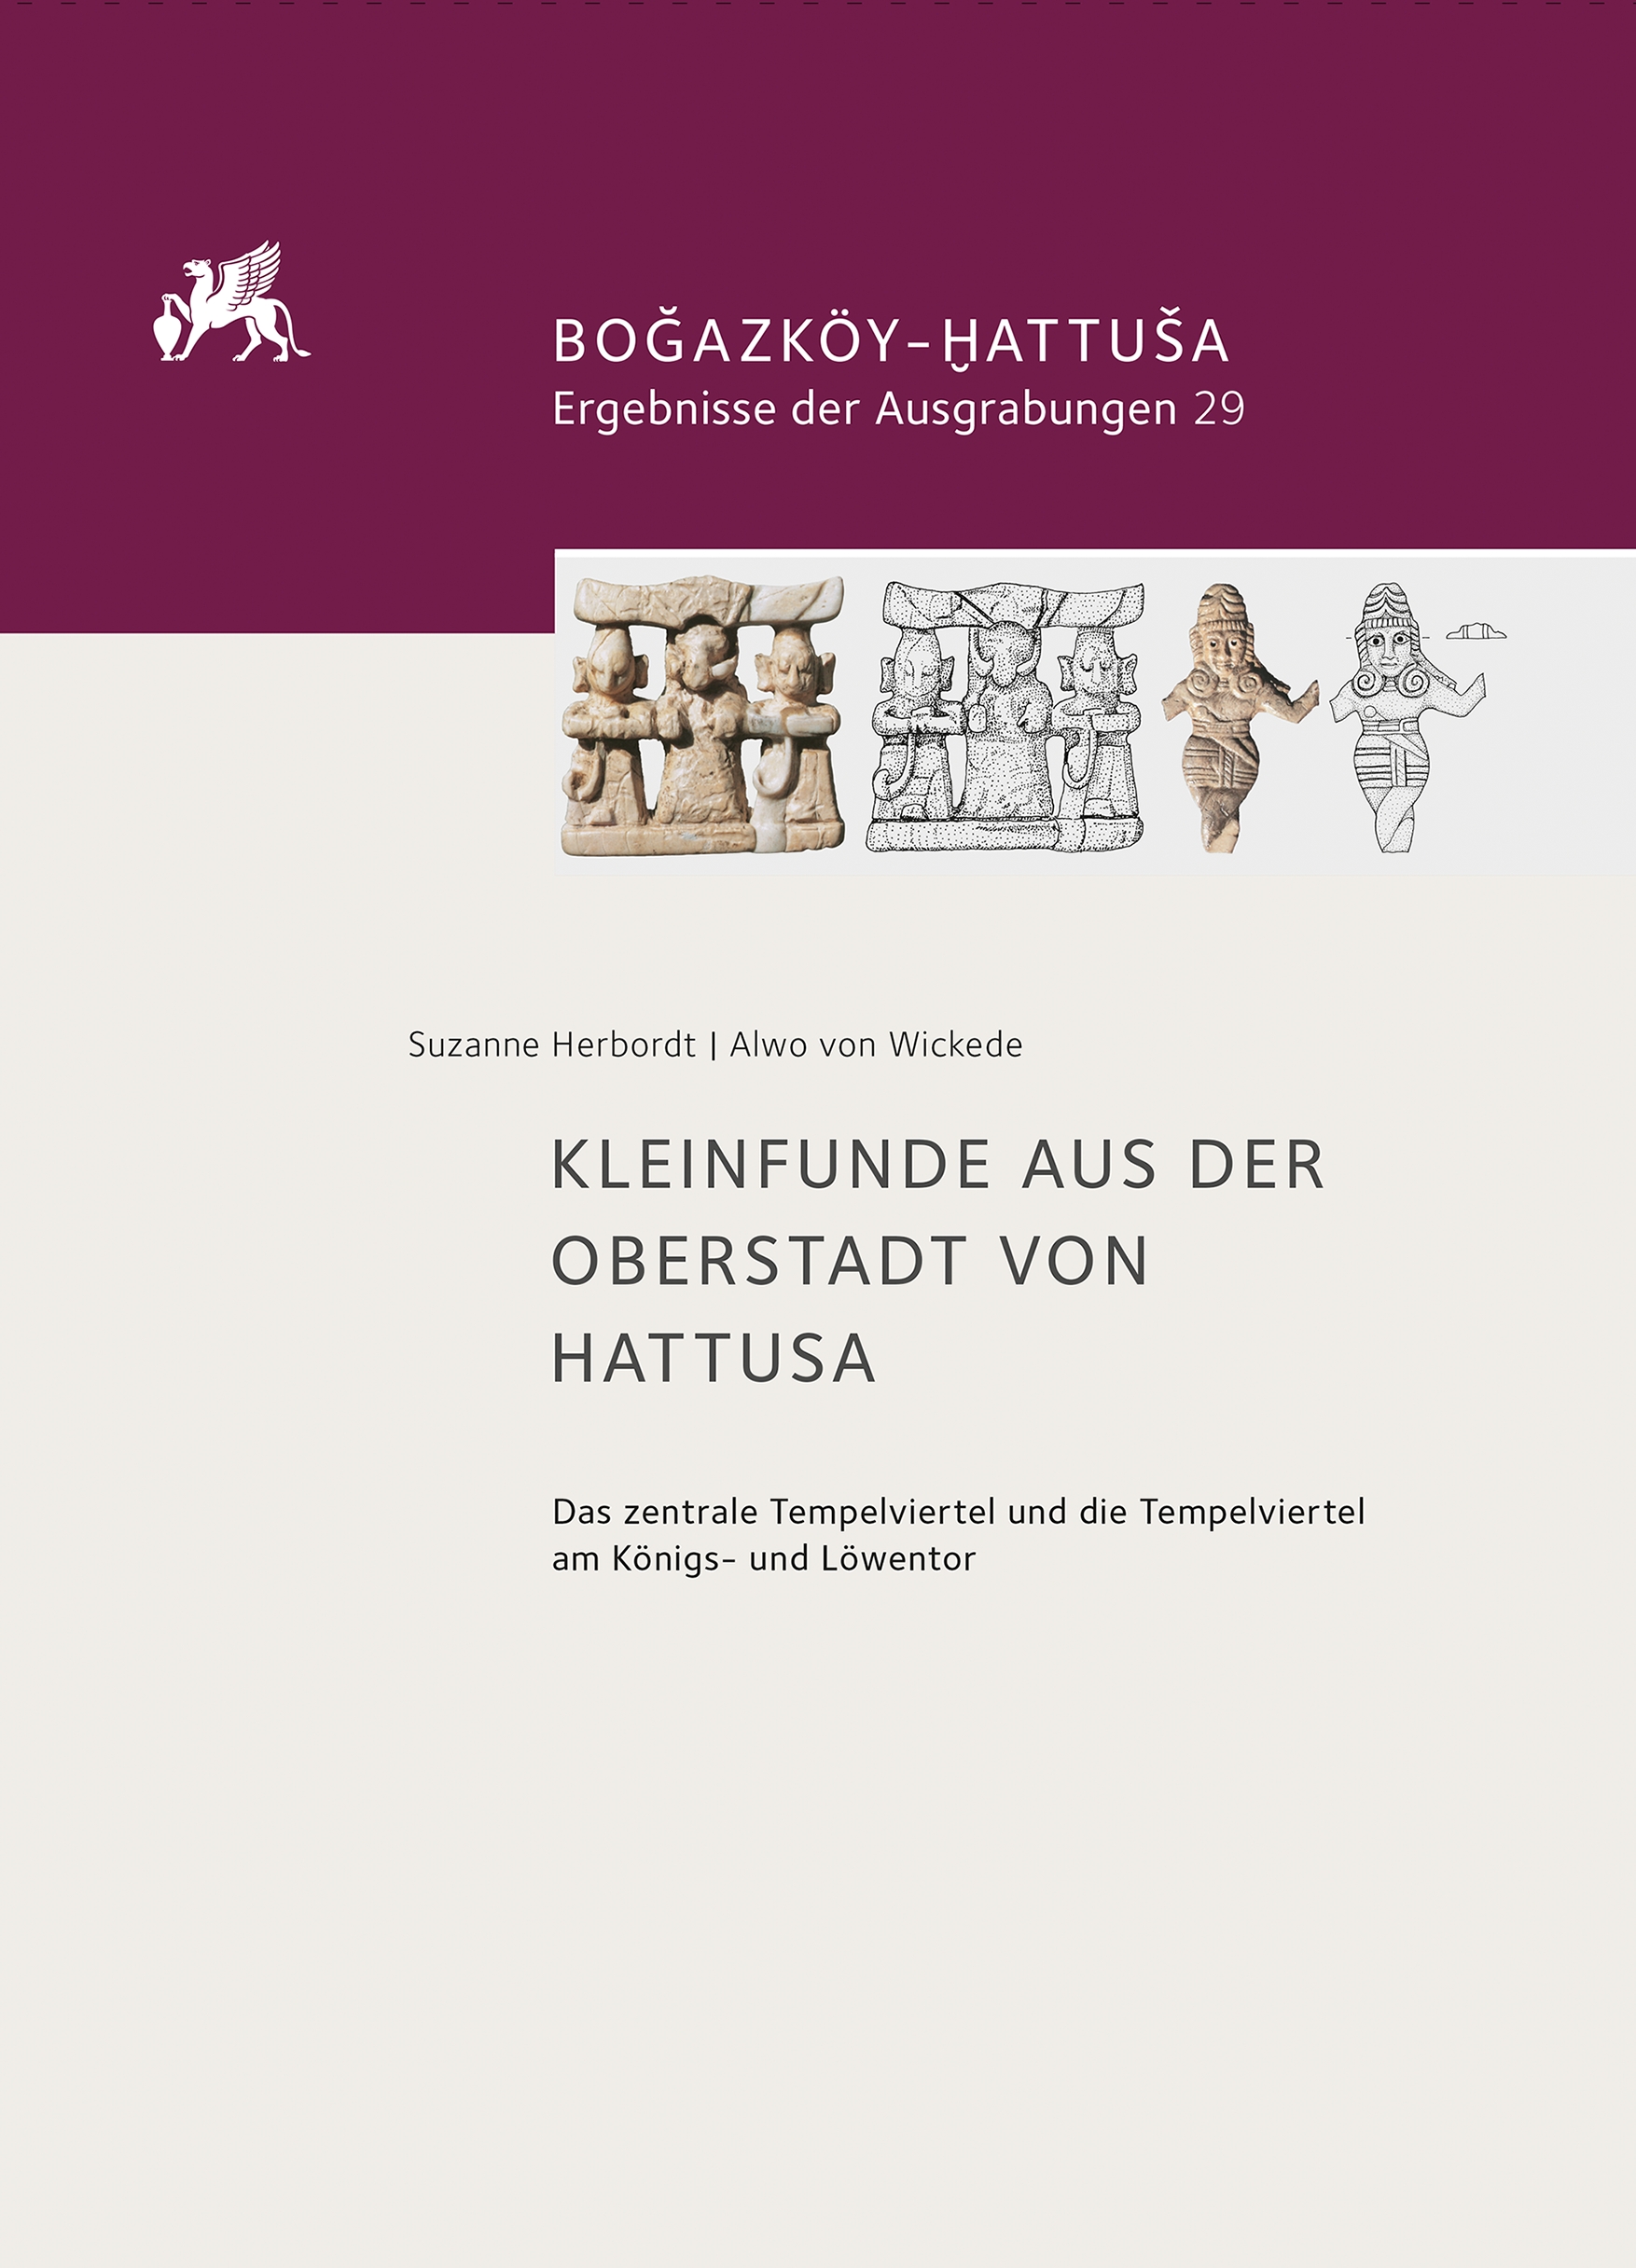 BOĞAZKÖY-ḪATTUŠA
Ergebnisse der Ausgrabungen 29
Suzanne Herbordt | Alwo von Wickede
KLEINFUNDE AUS DER
OBERSTADT VON
HATTUSA
Das zentrale Tempelviertel und die Tempelviertel
am Königs- und Löwentor